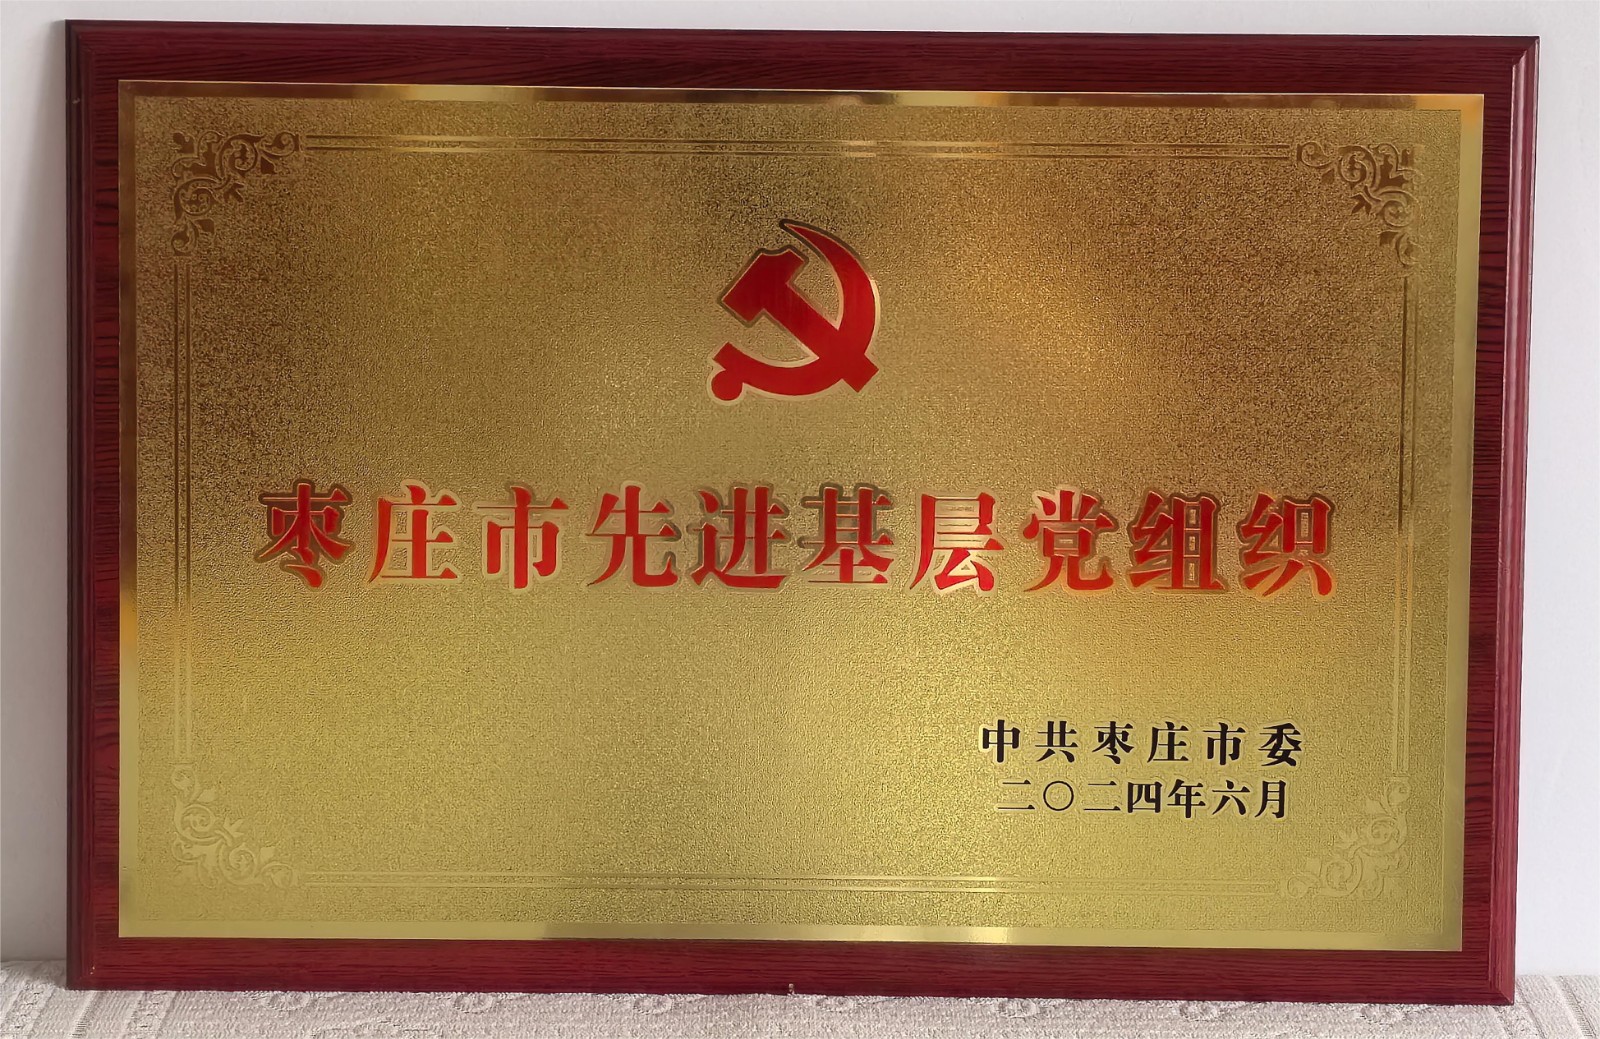 枣庄市先进基层党组织
中共枣庄市委
二〇二四年六月